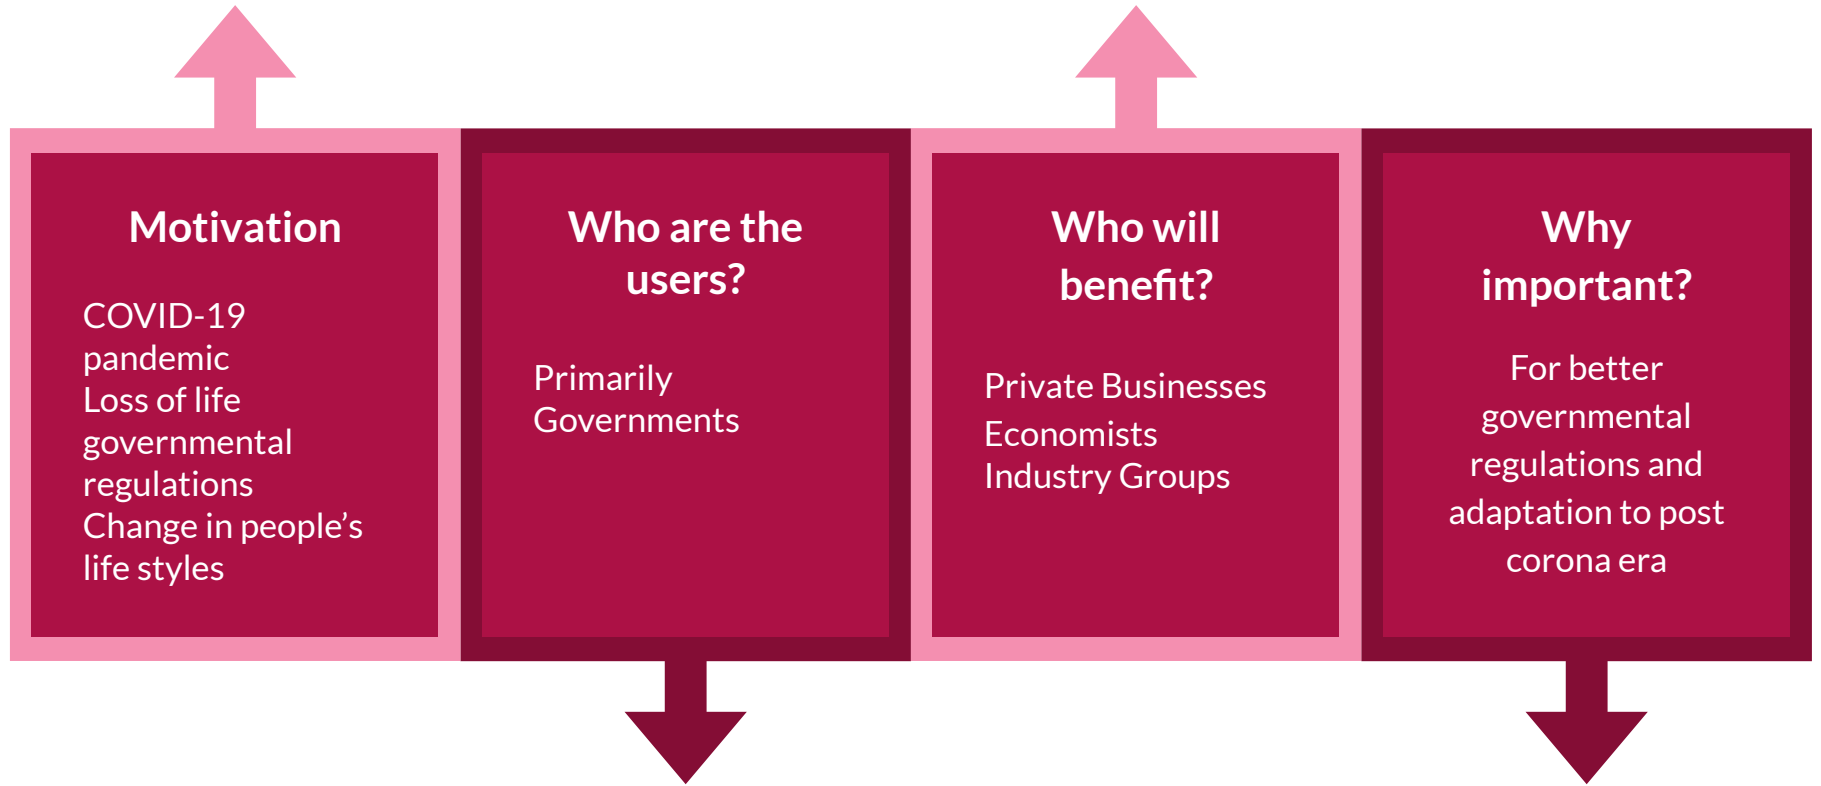 Motivation
COVID-19
pandemic
Loss of life
governmental
regulations
Change in people’s
life styles
Who are the
users?
Primarily
Governments
Who will
benefit?
Private Businesses
Economists
Industry Groups
Why
important?
For better
governmental
regulations and
adaptation to post
corona era